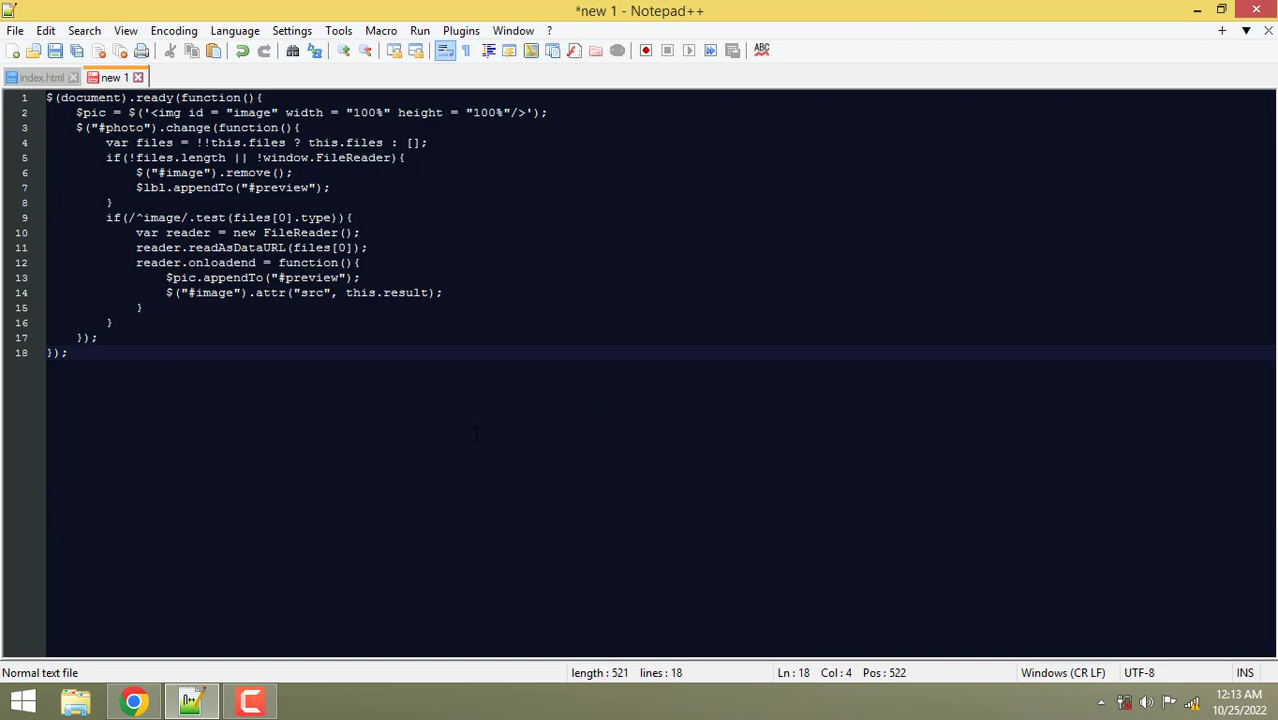 *new 1 - Notepad++
File Edit Search View Encoding Language Settings Tools Macro Run Plugins Window ?
ABC
index.html new 1
1 $(document).ready(function(){
2 $pic = $('<img id = "image" width = "100%" height = "100%"/>');
3 $("#photo").change(function(){
4 var files = !!this.files ? this.files : [];
5 if(!files.length || !window.FileReader){
6 $("#image").remove();
7 $lbl.appendTo("#preview");
8 }
9 if(/^image/.test(files[0].type)){
10 var reader = new FileReader();
11 reader.readAsDataURL(files[0]);
12 reader.onloadend = function(){
13 $pic.appendTo("#preview");
14 $("#image").attr("src", this.result);
15 }
16 }
17 });
18 });
Normal text file length : 521 lines : 18 Ln : 18 Col : 4 Pos : 522 Windows (CR LF) UTF-8 INS
12:13 AM
10/25/2022